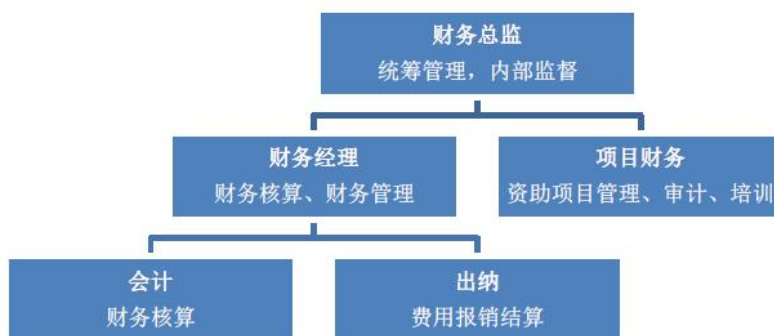 财务总监
统筹管理，内部监督
财务经理
财务核算、财务管理
项目财务
资助项目管理、审计、培训
会计
财务核算
出纳
费用报销结算